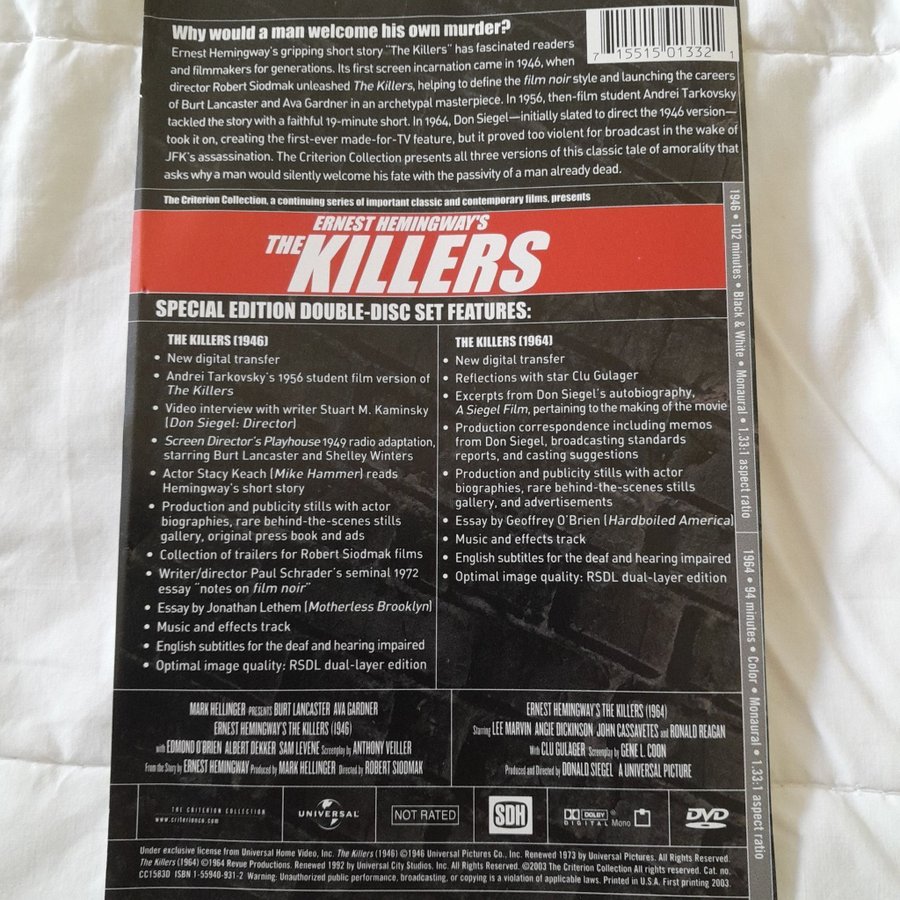 Why would a man welcome his own murder?
Ernest Hemingway's gripping short story "The Killers" has fascinated readers
and filmmakers for generations. Its first screen incarnation came in 1946, when
director Robert Siodmak unleashed The Killers, helping to define the film noir style and launching the careers
of Burt Lancaster and Ava Gardner in an archetypal masterpiece. In 1956, then-film student Andrei Tarkovsky
tackled the story with a faithful 19-minute short. In 1964, Don Siegel—initially slated to direct the 1946 version—
took it on, creating the first-ever made-for-TV feature, but it proved too violent for broadcast in the wake of
JFK's assassination. The Criterion Collection presents all three versions of this classic tale of amorality that
asks why a man would silently welcome his fate with the passivity of a man already dead.
7 15515 01332 1
The Criterion Collection, a continuing series of important classic and contemporary films, presents
ERNEST HEMINGWAY'S
THE KILLERS
SPECIAL EDITION DOUBLE-DISC SET FEATURES:
THE KILLERS (1946)
• New digital transfer
• Andrei Tarkovsky's 1956 student film version of
The Killers
• Video interview with writer Stuart M. Kaminsky
(Don Siegel: Director)
• Screen Director's Playhouse 1949 radio adaptation,
starring Burt Lancaster and Shelley Winters
• Actor Stacy Keach (Mike Hammer) reads
Hemingway's short story
• Production and publicity stills with actor
biographies, rare behind-the-scenes stills
gallery, original press book and ads
• Collection of trailers for Robert Siodmak films
• Writer/director Paul Schrader's seminal 1972
essay "notes on film noir"
• Essay by Jonathan Lethem (Motherless Brooklyn)
• Music and effects track
• English subtitles for the deaf and hearing impaired
• Optimal image quality: RSDL dual-layer edition
THE KILLERS (1964)
• New digital transfer
• Reflections with star Clu Gulager
• Excerpts from Don Siegel's autobiography,
A Siegel Film, pertaining to the making of the movie
• Production correspondence including memos
from Don Siegel, broadcasting standards
reports, and casting suggestions
• Production and publicity stills with actor
biographies, rare behind-the-scenes stills
gallery, and advertisements
• Essay by Geoffrey O'Brien (Hardboiled America)
• Music and effects track
• English subtitles for the deaf and hearing impaired
• Optimal image quality: RSDL dual-layer edition
1946 • 102 minutes • Black & White • Monaural • 1.33:1 aspect ratio
1964 • 94 minutes • Color • Monaural • 1.33:1 aspect ratio
MARK HELLINGER PRESENTS BURT LANCASTER AVA GARDNER
ERNEST HEMINGWAY'S THE KILLERS (1946)
with EDMOND O'BRIEN ALBERT DEKKER SAM LEVENE Screenplay by ANTHONY VEILLER
From the Story by ERNEST HEMINGWAY Produced by MARK HELLINGER Directed by ROBERT SIODMAK
ERNEST HEMINGWAY'S THE KILLERS (1964)
Starring LEE MARVIN ANGIE DICKINSON JOHN CASSAVETES and RONALD REAGAN
With CLU GULAGER Screenplay by GENE L. COON
Produced and Directed by DONALD SIEGEL A UNIVERSAL PICTURE
THE CRITERION COLLECTION
www.criterionco.com
UNIVERSAL
NOT RATED
SDH
DOLBY
DIGITAL Mono
DVD
VIDEO
Under exclusive license from Universal Home Video, Inc. The Killers (1946) ©1946 Universal Pictures Co., Inc. Renewed 1973 by Universal Pictures. All Rights Reserved.
The Killers (1964) ©1964 Revue Productions. Renewed 1992 by Universal City Studios, Inc. All Rights Reserved. ©2003 The Criterion Collection All rights reserved. Cat. no.
CC1583D ISBN 1-55940-931-2 Warning: Unauthorized public performance, broadcasting, or copying is a violation of applicable laws. Printed in U.S.A. First printing 2003.